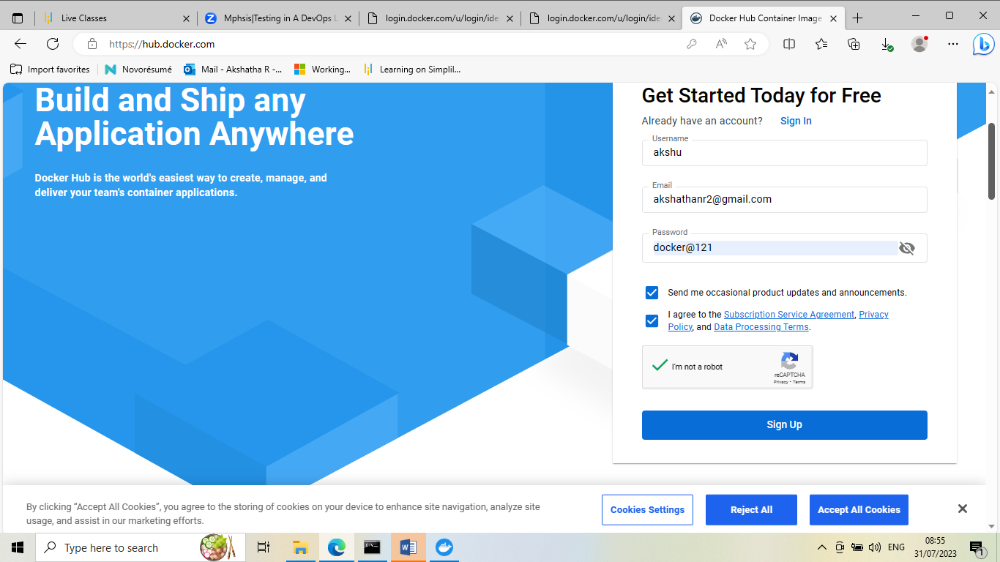 Live Classes
Mphsis|Testing in A DevOps L
login.docker.com/u/login/ide
login.docker.com/u/login/ide
Docker Hub Container Image
https://hub.docker.com
Import favorites
Novorésumé
Mail - Akshatha R -...
Working...
Learning on Simplil...
Build and Ship any
Application Anywhere
Docker Hub is the world's easiest way to create, manage, and
deliver your team's container applications.
Get Started Today for Free
Already have an account? Sign In
Username
akshu
Email
akshathanr2@gmail.com
Password
docker@121
Send me occasional product updates and announcements.
I agree to the Subscription Service Agreement, Privacy
Policy, and Data Processing Terms.
I'm not a robot
reCAPTCHA
Privacy - Terms
Sign Up
By clicking “Accept All Cookies”, you agree to the storing of cookies on your device to enhance site navigation, analyze site
usage, and assist in our marketing efforts.
Cookies Settings
Reject All
Accept All Cookies
Type here to search
ENG
08:55
31/07/2023
1